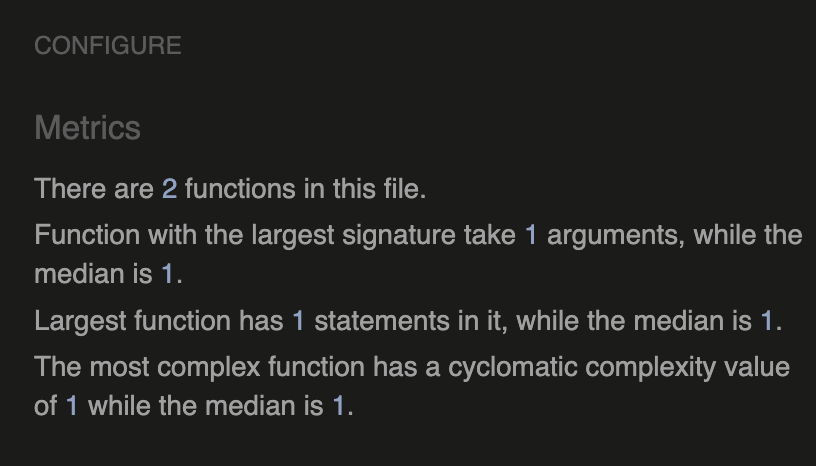 CONFIGURE
Metrics
There are 2 functions in this file.
Function with the largest signature take 1 arguments, while the
median is 1.
Largest function has 1 statements in it, while the median is 1.
The most complex function has a cyclomatic complexity value
of 1 while the median is 1.